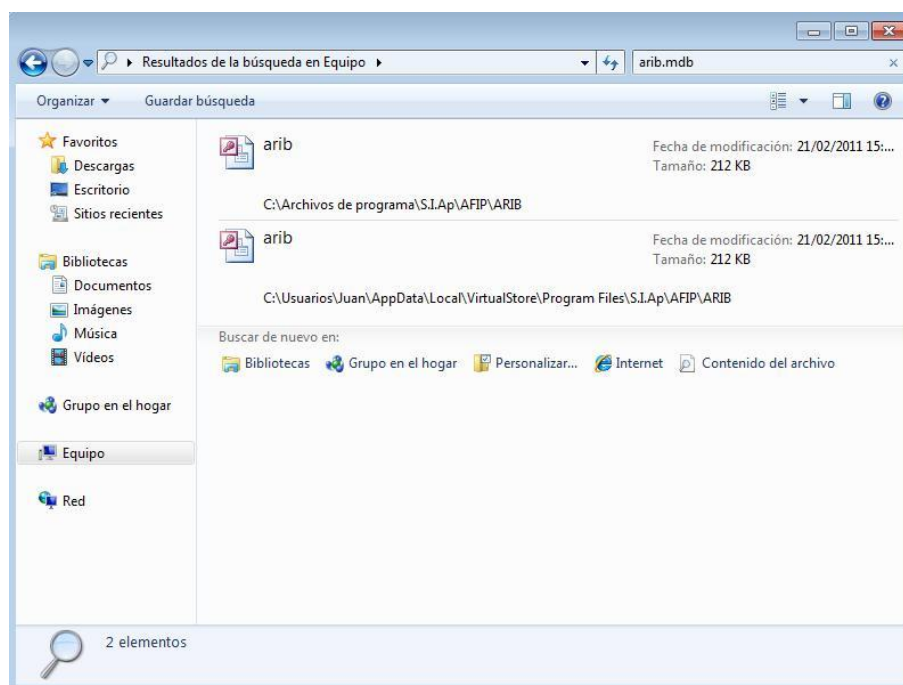 Resultados de la búsqueda en Equipo
arib.mdb
Organizar
Guardar búsqueda
Favoritos
Descargas
Escritorio
Sitios recientes
Bibliotecas
Documentos
Imágenes
Música
Vídeos
Grupo en el hogar
Equipo
Red
arib
Fecha de modificación: 21/02/2011 15:...
Tamaño: 212 KB
C:\Archivos de programa\S.I.Ap\AFIP\ARIB
arib
Fecha de modificación: 21/02/2011 15:...
Tamaño: 212 KB
C:\Usuarios\Juan\AppData\Local\VirtualStore\Program Files\S.I.Ap\AFIP\ARIB
Buscar de nuevo en:
Bibliotecas Grupo en el hogar Personalizar... Internet Contenido del archivo
2 elementos